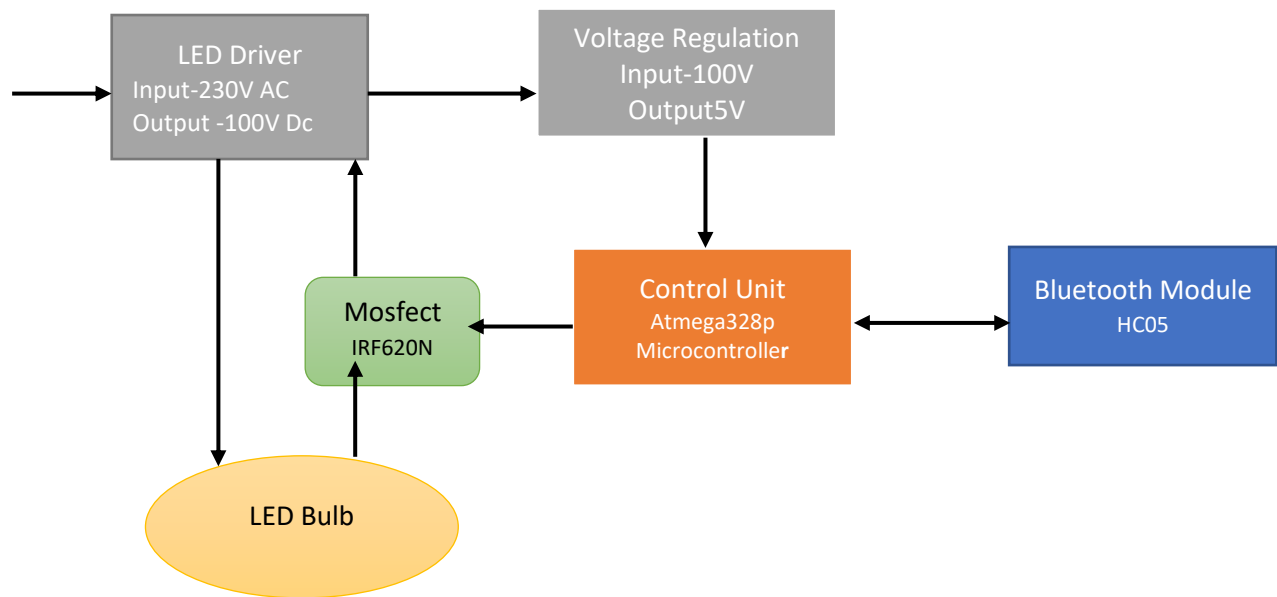 LED Driver
Input-230V AC
Output -100V Dc
Voltage Regulation
Input-100V
Output5V
Mosfect
IRF620N
Control Unit
Atmega328p
Microcontroller
Bluetooth Module
HC05
LED Bulb